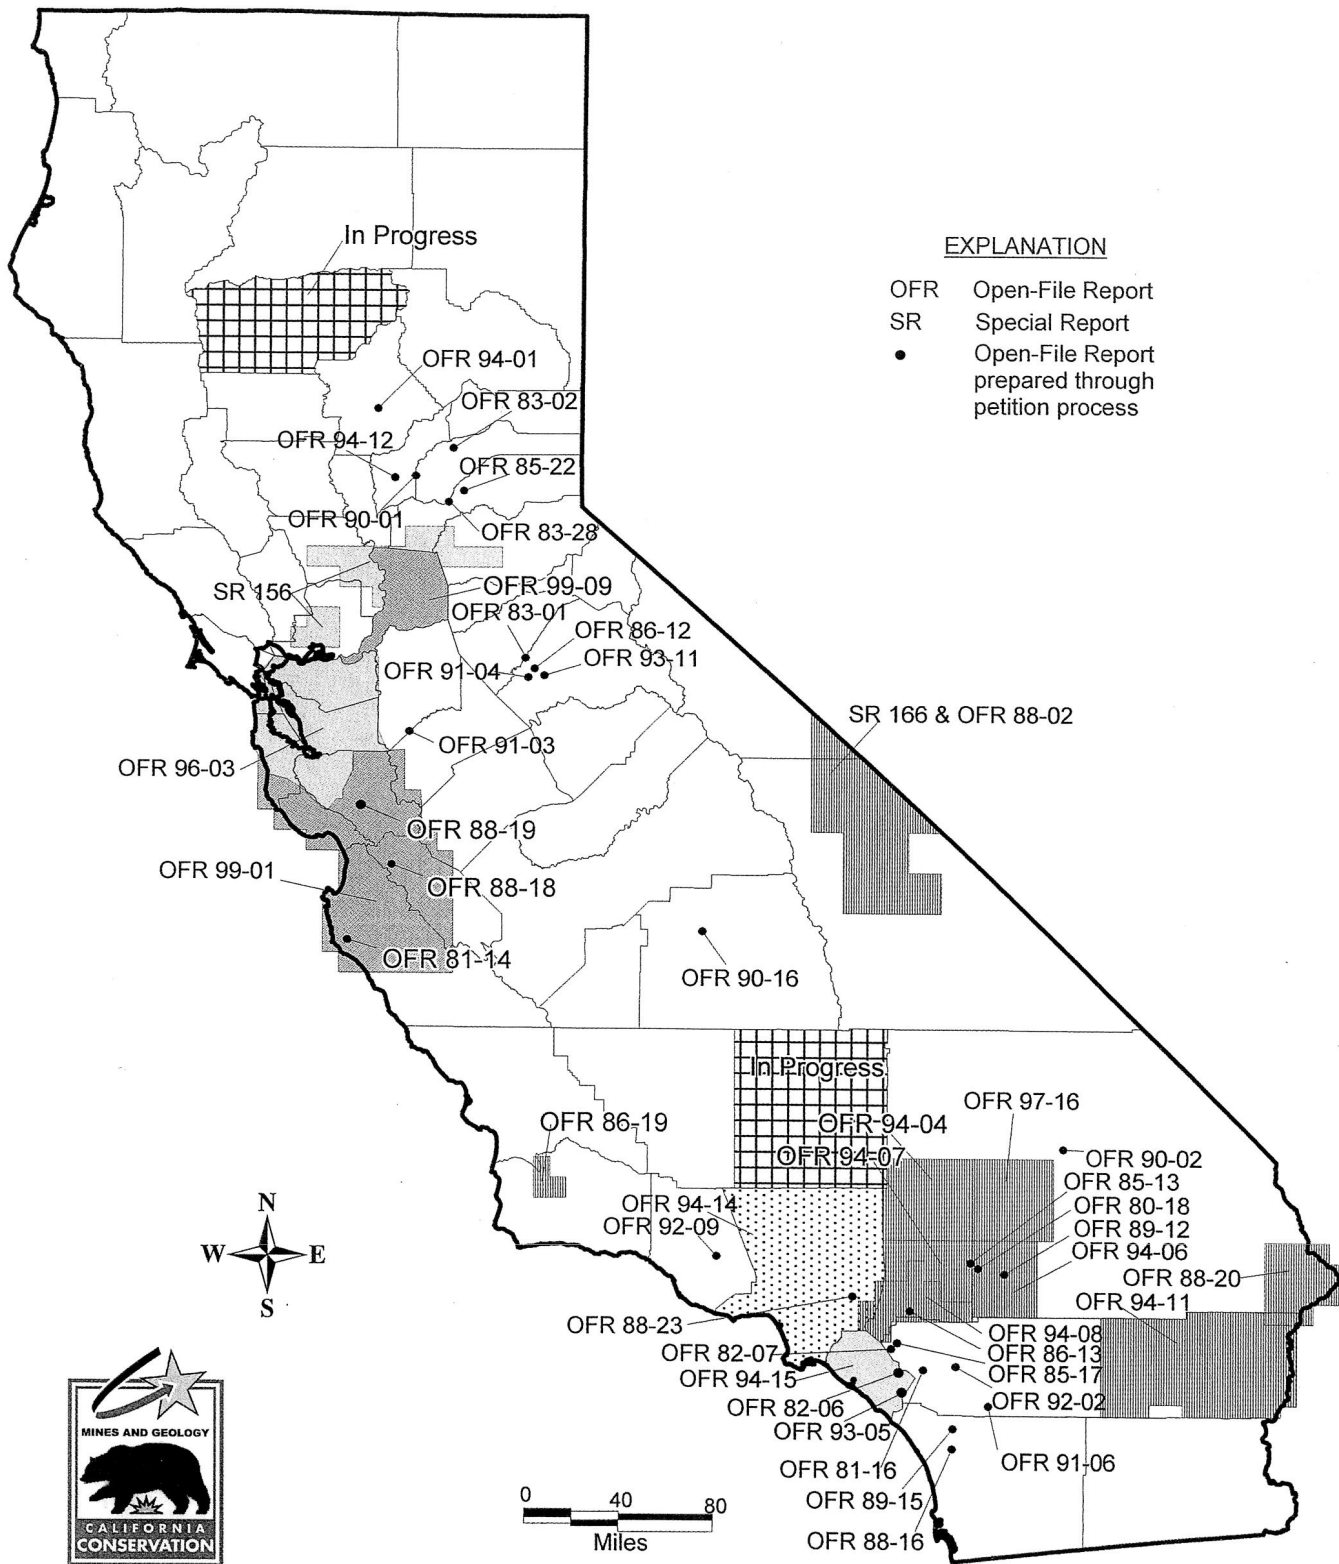 In Progress
EXPLANATION
OFR Open-File Report
SR Special Report
● Open-File Report
prepared through
petition process
OFR 94-01
OFR 83-02
OFR 94-12
OFR 85-22
OFR 90-01
OFR 83-28
SR 156
OFR 99-09
OFR 83-01
OFR 86-12
OFR 93-11
OFR 91-04
SR 166 & OFR 88-02
OFR 91-03
OFR 96-03
OFR 88-19
OFR 99-01
OFR 88-18
OFR 81-14
OFR 90-16
In Progress
OFR 97-16
OFR 94-04
OFR 86-19
OFR 94-07
OFR 90-02
OFR 85-13
OFR 94-14
OFR 80-18
OFR 92-09
OFR 89-12
OFR 94-06
OFR 88-20
OFR 94-11
OFR 88-23
OFR 94-08
OFR 82-07
OFR 86-13
OFR 94-15
OFR 85-17
OFR 82-06
OFR 92-02
OFR 93-05
OFR 81-16
OFR 91-06
OFR 89-15
OFR 88-16
N
W E
S
0 40 80
Miles
MINES AND GEOLOGY
CALIFORNIA
CONSERVATION